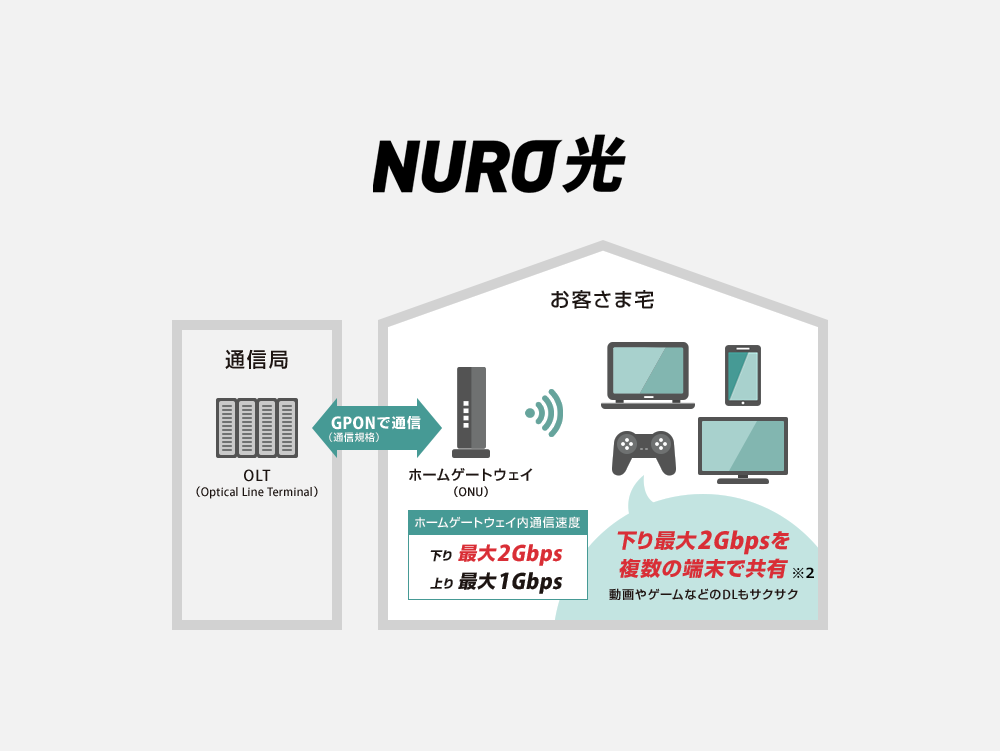 NURO光
お客さま宅
通信局
GPONで通信
（通信規格）
OLT
（Optical Line Terminal）
ホームゲートウェイ
（ONU）
ホームゲートウェイ内通信速度
下り 最大2Gbps
上り 最大1Gbps
下り最大2Gbpsを
複数の端末で共有 ※2
動画やゲームなどのDLもサクサク